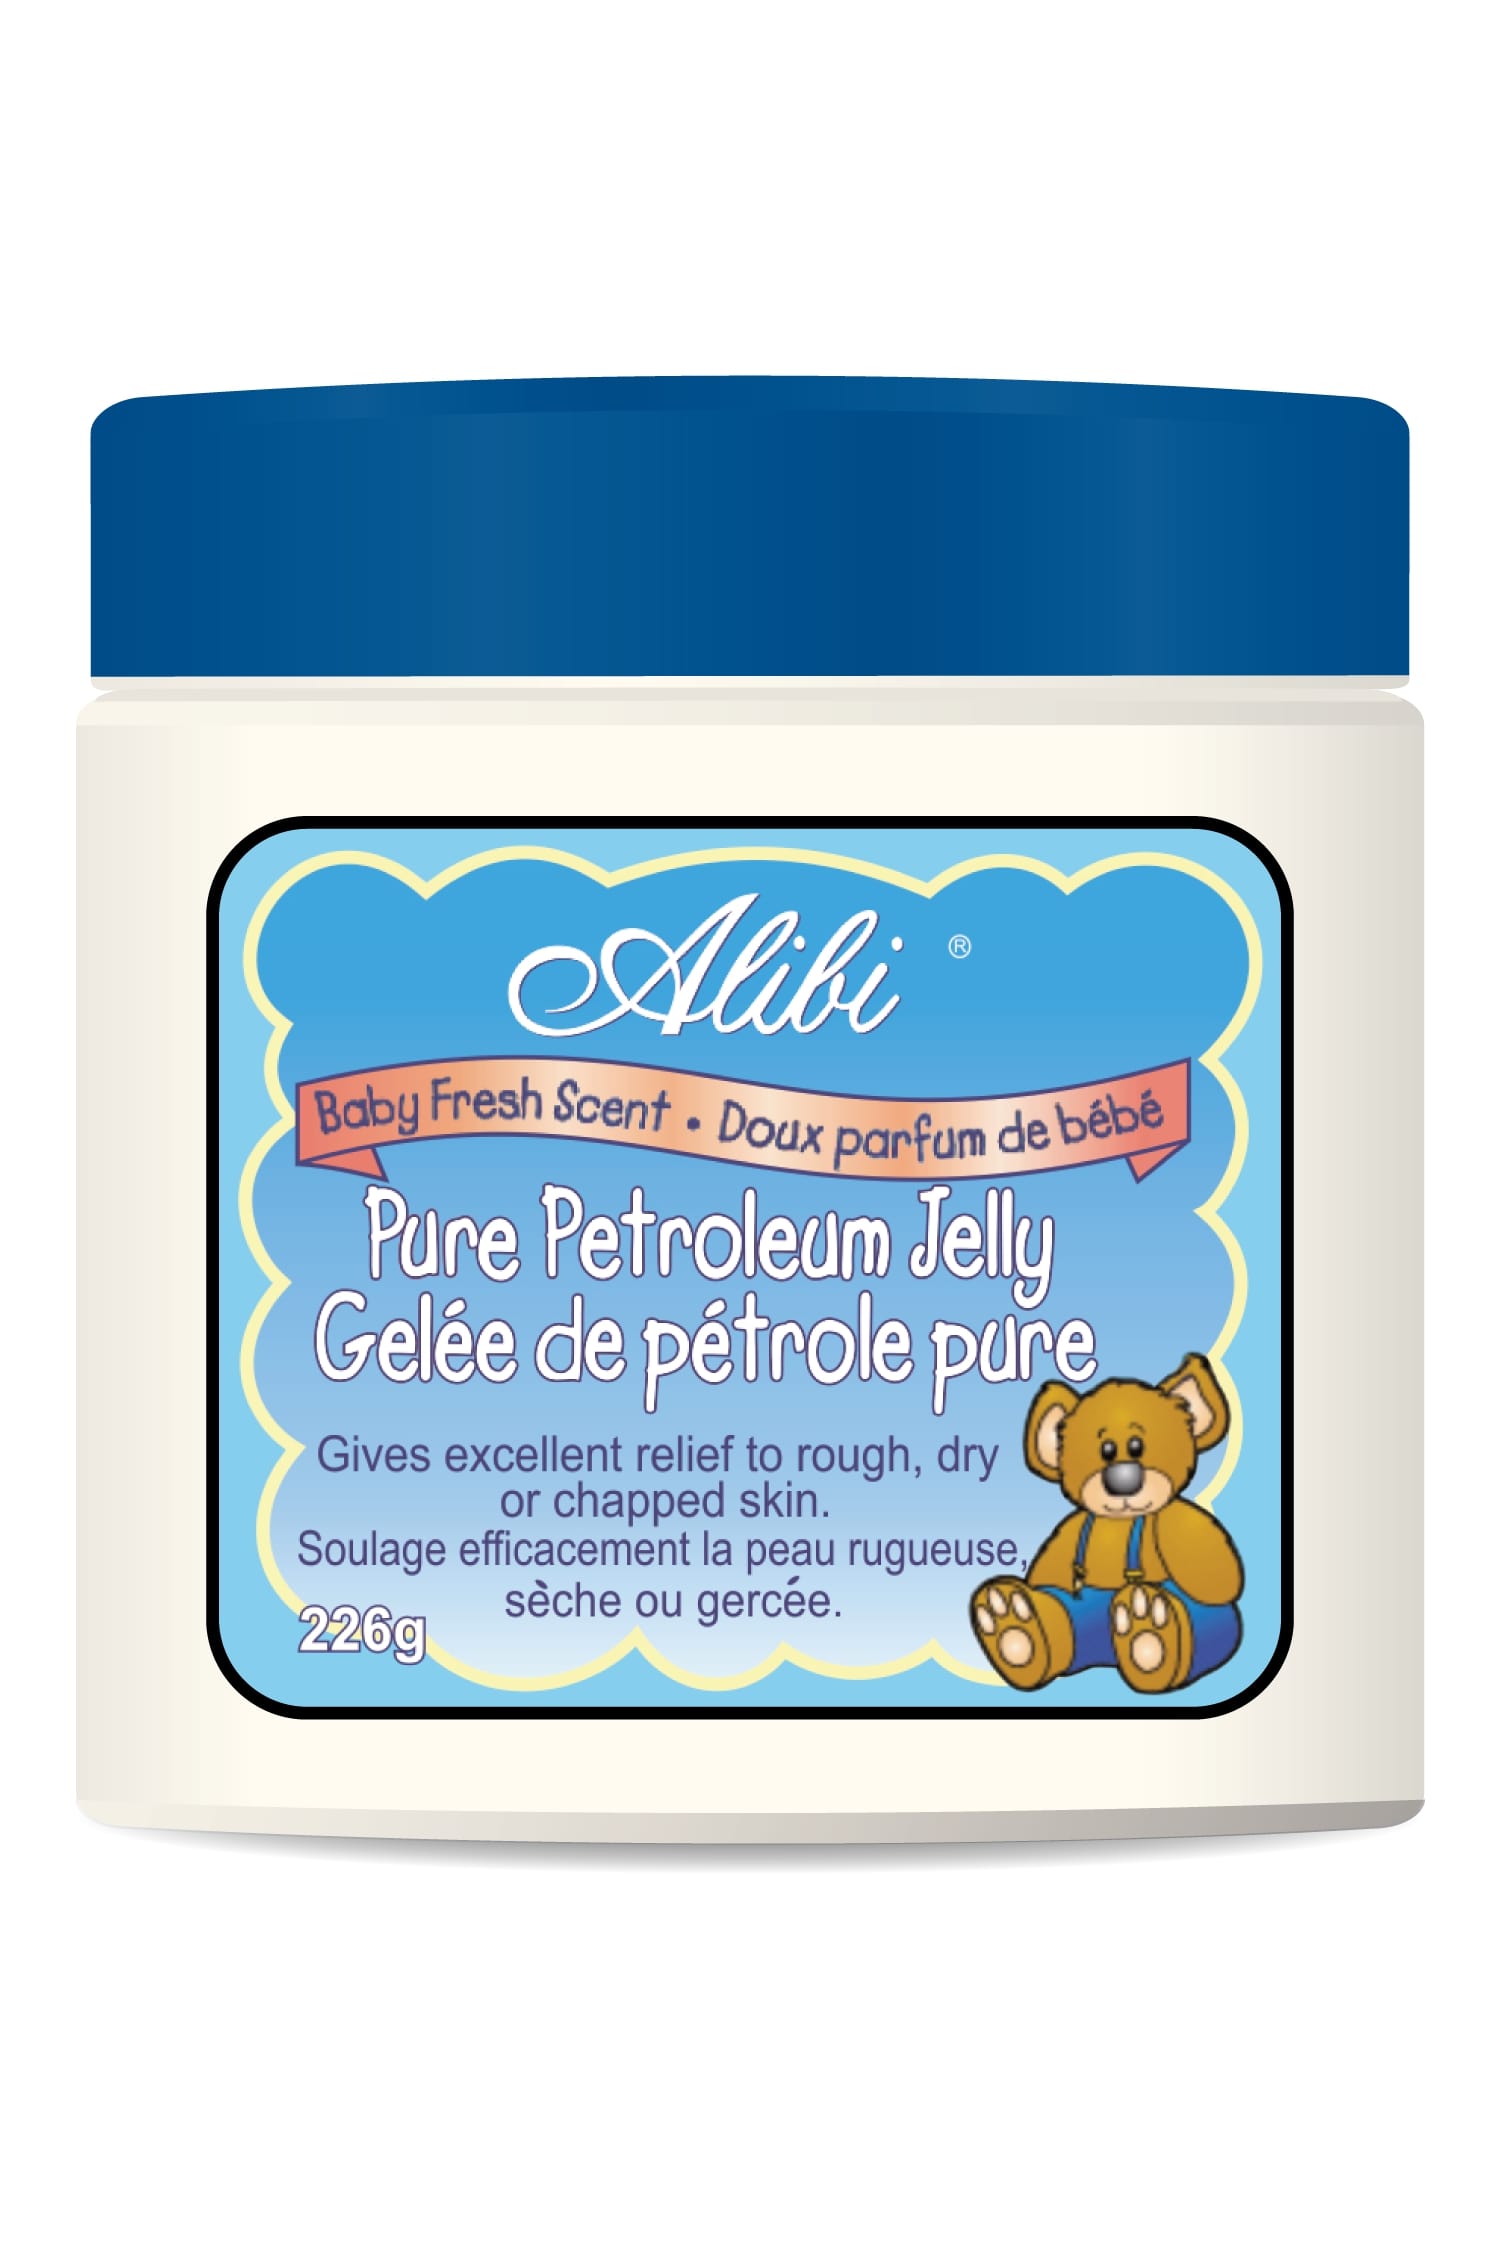 Alibi ®
Baby Fresh Scent • Doux parfum de bébé
Pure Petroleum Jelly
Gelée de pétrole pure
Gives excellent relief to rough, dry
or chapped skin.
Soulage efficacement la peau rugueuse,
sèche ou gercée.
226g